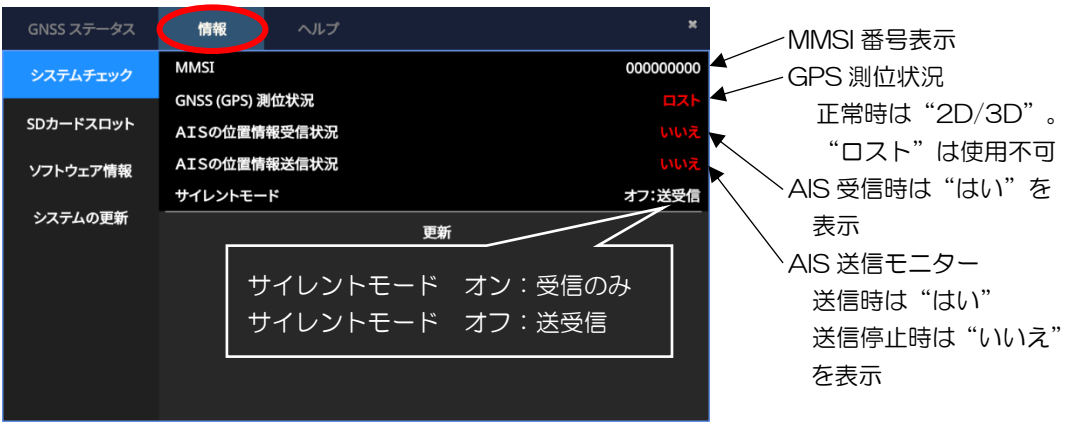 GNSS ステータス 情報 ヘルプ ×
システムチェック
SDカードスロット
ソフトウェア情報
システムの更新
MMSI 000000000
GNSS (GPS) 測位状況 ロスト
AISの位置情報受信状況 いいえ
AISの位置情報送信状況 いいえ
サイレントモード オフ:送受信
更新
サイレントモード オン:受信のみ
サイレントモード オフ:送受信
MMSI 番号表示
GPS 測位状況
正常時は“2D/3D”。
“ロスト”は使用不可
AIS 受信時は“はい”を
表示
AIS 送信モニター
送信時は“はい”
送信停止時は“いいえ”
を表示